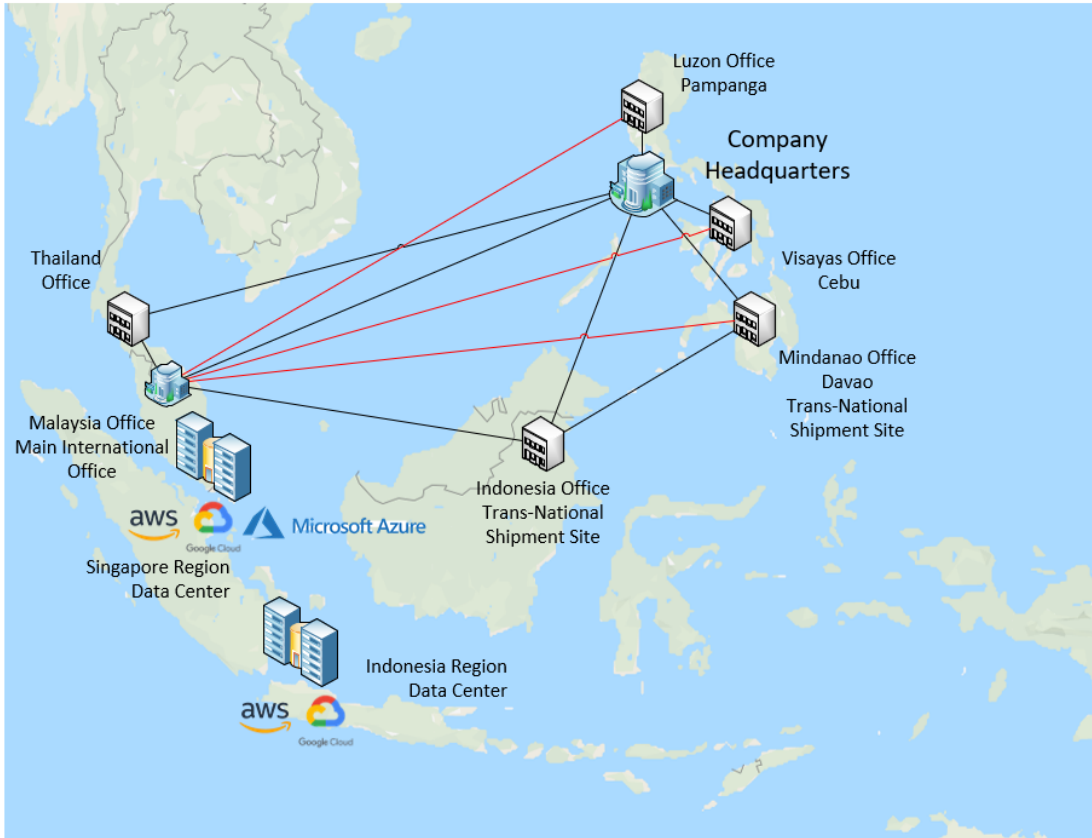 Luzon Office
Pampanga
Company
Headquarters
Thailand
Office
Visayas Office
Cebu
Mindanao Office
Davao
Trans-National
Shipment Site
Malaysia Office
Main International
Office
Indonesia Office
Trans-National
Shipment Site
aws
Google Cloud
Microsoft Azure
Singapore Region
Data Center
Indonesia Region
Data Center
aws
Google Cloud